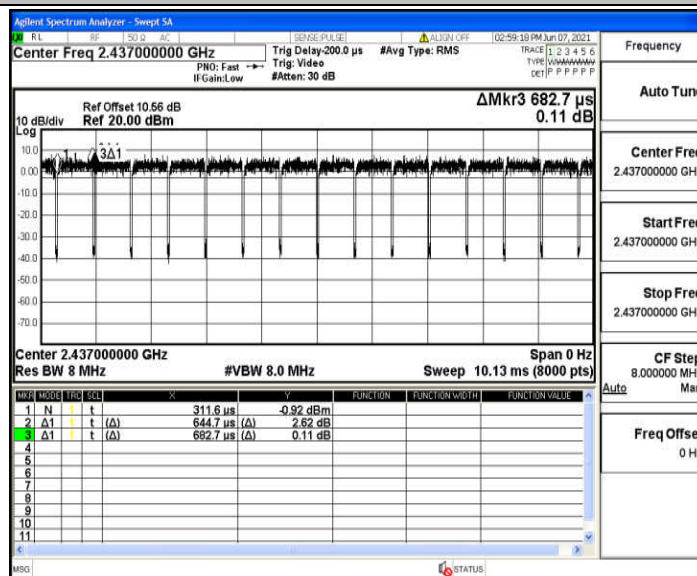 Agilent Spectrum Analyzer - Swept SA
RL RF 50 Ω AC SENSE:PULSE ALIGN OFF 02:59:18 PM Jun 07, 2021
Center Freq 2.437000000 GHz
PNO: Fast
IFGain:Low
Trig Delay-200.0 µs
Trig: Video
#Atten: 30 dB
#Avg Type: RMS
TRACE 1 2 3 4 5 6
TYPE
DET P P P P P P
ΔMkr3 682.7 µs
0.11 dB
10 dB/div
Log
Ref Offset 10.56 dB
Ref 20.00 dBm
10.0
0.00
-10.0
-20.0
-30.0
-40.0
-50.0
-60.0
-70.0
3Δ1
Center 2.437000000 GHz
Span 0 Hz
Res BW 8 MHz
#VBW 8.0 MHz
Sweep 10.13 ms (8000 pts)
MKR MODE TRC SCL X Y FUNCTION FUNCTION WIDTH FUNCTION VALUE
1 N 1 t 311.6 µs -0.92 dBm
2 Δ1 1 t (Δ) 644.7 µs (Δ) 2.62 dB
3 Δ1 1 t (Δ) 682.7 µs (Δ) 0.11 dB
4
5
6
7
8
9
10
11
MSG
STATUS
Frequency
Auto Tun
Center Fre
2.437000000 GH
Start Fre
2.437000000 GH
Stop Fre
2.437000000 GH
CF Step
8.000000 MH
Auto Ma
Freq Offse
0 H